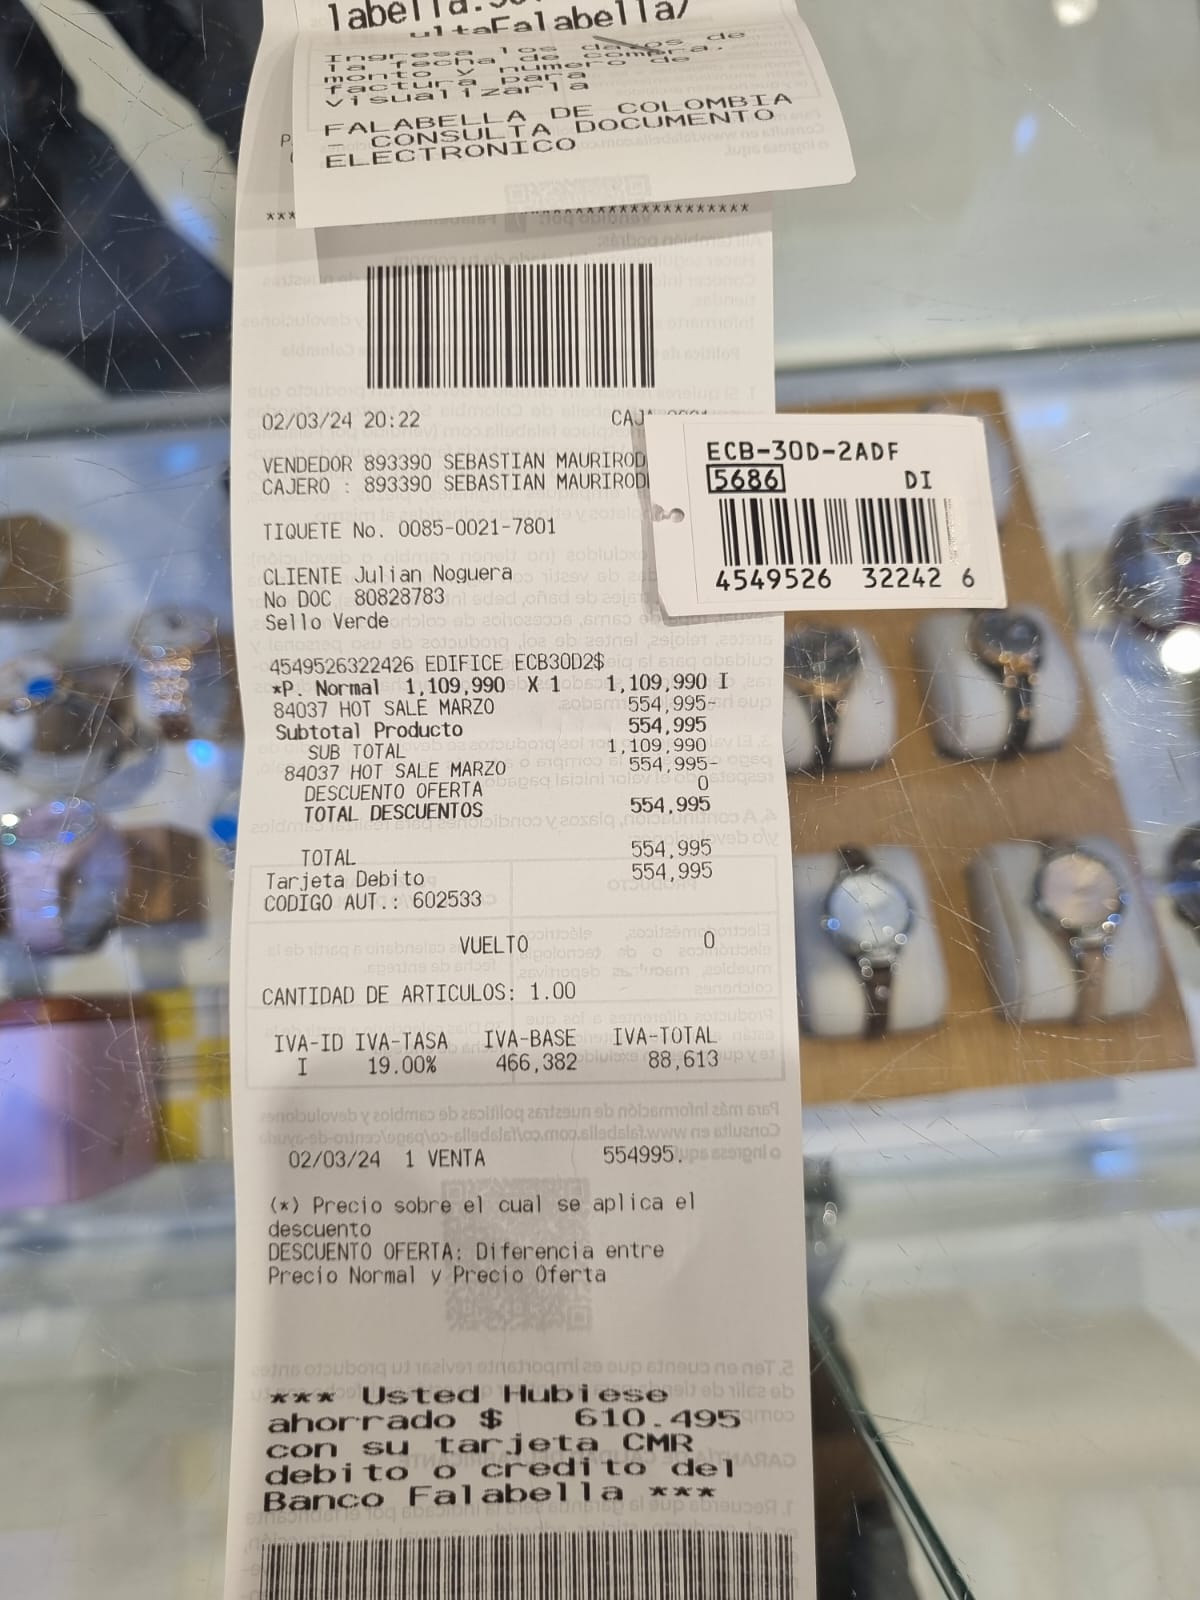 ultaFalabella/
Ingresa los datos de
la fecha de compra.
monto y numero de
factura para
visualizarla
FALABELLA DE COLOMBIA
- CONSULTA DOCUMENTO
ELECTRONICO
02/03/24 20:22
VENDEDOR 893390 SEBASTIAN MAURIROD
CAJERO : 893390 SEBASTIAN MAURIROD
TIQUETE No. 0085-0021-7801
CLIENTE Julian Noguera
No DOC 80828783
Sello Verde
ECB-30D-2ADF
5686 DI
4549526 32242 6
4549526322426 EDIFICE ECB30D2$
*P. Normal 1,109,990 X 1 1,109,990 I
84037 HOT SALE MARZO 554,995-
Subtotal Producto 554,995
SUB TOTAL 1,109,990
84037 HOT SALE MARZO 554,995-
DESCUENTO OFERTA 0
TOTAL DESCUENTOS 554,995
TOTAL 554,995
Tarjeta Debito 554,995
CODIGO AUT.: 602533
VUELTO 0
CANTIDAD DE ARTICULOS: 1.00
IVA-ID IVA-TASA IVA-BASE IVA-TOTAL
I 19.00% 466,382 88,613
02/03/24 1 VENTA 554995.
(*) Precio sobre el cual se aplica el
descuento
DESCUENTO OFERTA: Diferencia entre
Precio Normal y Precio Oferta
*** Usted Hubiese
ahorrado $ 610.495
con su tarjeta CMR
debito o credito del
Banco Falabella ***